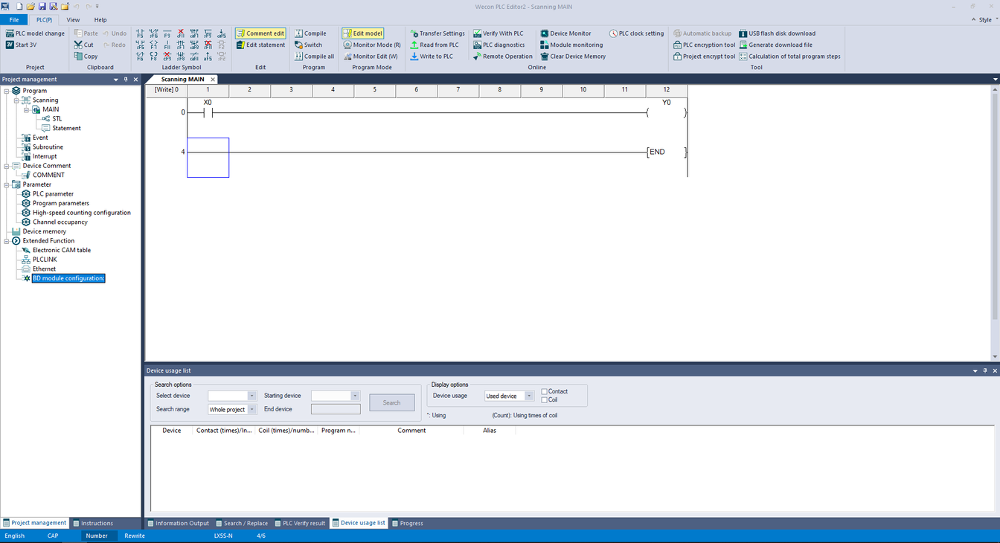 Wecon PLC Editor2 - Scanning MAIN
File PLC(P) View Help Style
PLC model change Paste Undo Comment edit Compile Edit model Transfer Settings Verify With PLC Device Monitor PLC clock setting Automatic backup USB flash disk download
Start 3V Cut Redo Edit statement Switch Monitor Mode (R) Read from PLC PLC diagnostics Module monitoring PLC encryption tool Generate download file
Copy Compile all Monitor Edit (W) Write to PLC Remote Operation Clear Device Memory Project encrypt tool Calculation of total program steps
Project Clipboard Ladder Symbol Edit Program Program Mode Online Tool
Project management
Scanning MAIN
[Write] 0 1 2 3 4 5 6 7 8 9 10 11 12
Program
Scanning
MAIN
STL
Statement
Event
Subroutine
Interrupt
Device Comment
COMMENT
Parameter
PLC parameter
Program parameters
High-speed counting configuration
Channel occupancy
Device memory
Extended Function
Electronic CAM table
PLCLINK
Ethernet
BD module configuration:
X0 Y0
0
4 END
Device usage list
Search options
Select device Starting device Search
Search range Whole project End device
Display options
Device usage Used device Contact
Coil
*: Using (Count): Using times of coil
Device Contact (times)/In... Coil (times)/numb... Program n... Comment Alias
Project management Instructions Information Output Search / Replace PLC Verify result Device usage list Progress
English CAP Number Rewrite LX5S-N 4/6